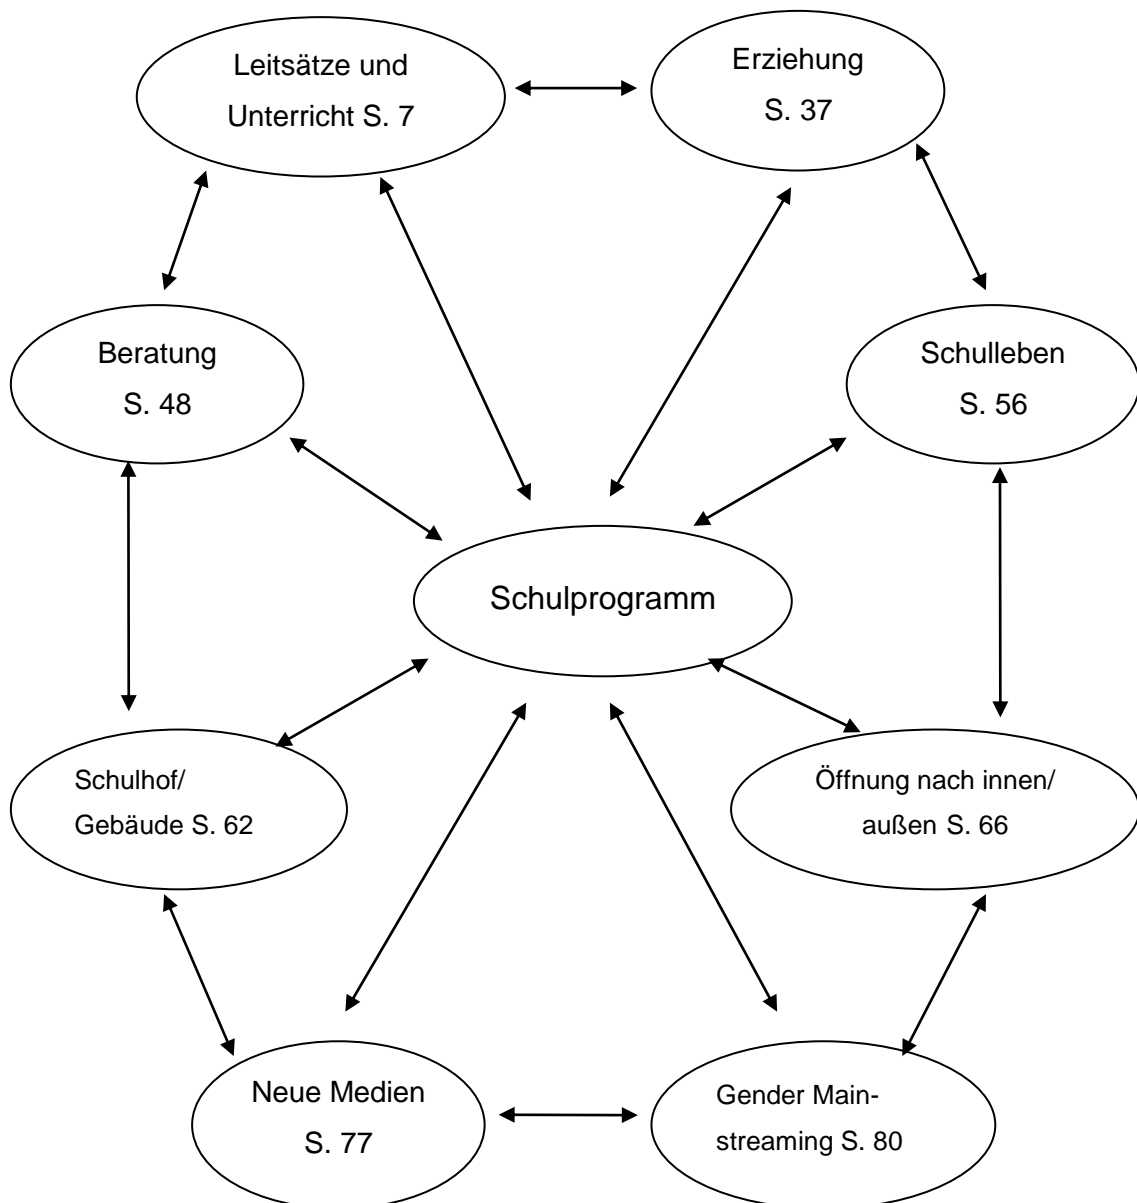 Leitsätze und
Unterricht S. 7
Erziehung
S. 37
Beratung
S. 48
Schulleben
S. 56
Schulprogramm
Schulhof/
Gebäude S. 62
Öffnung nach innen/
außen S. 66
Neue Medien
S. 77
Gender Main-
streaming S. 80